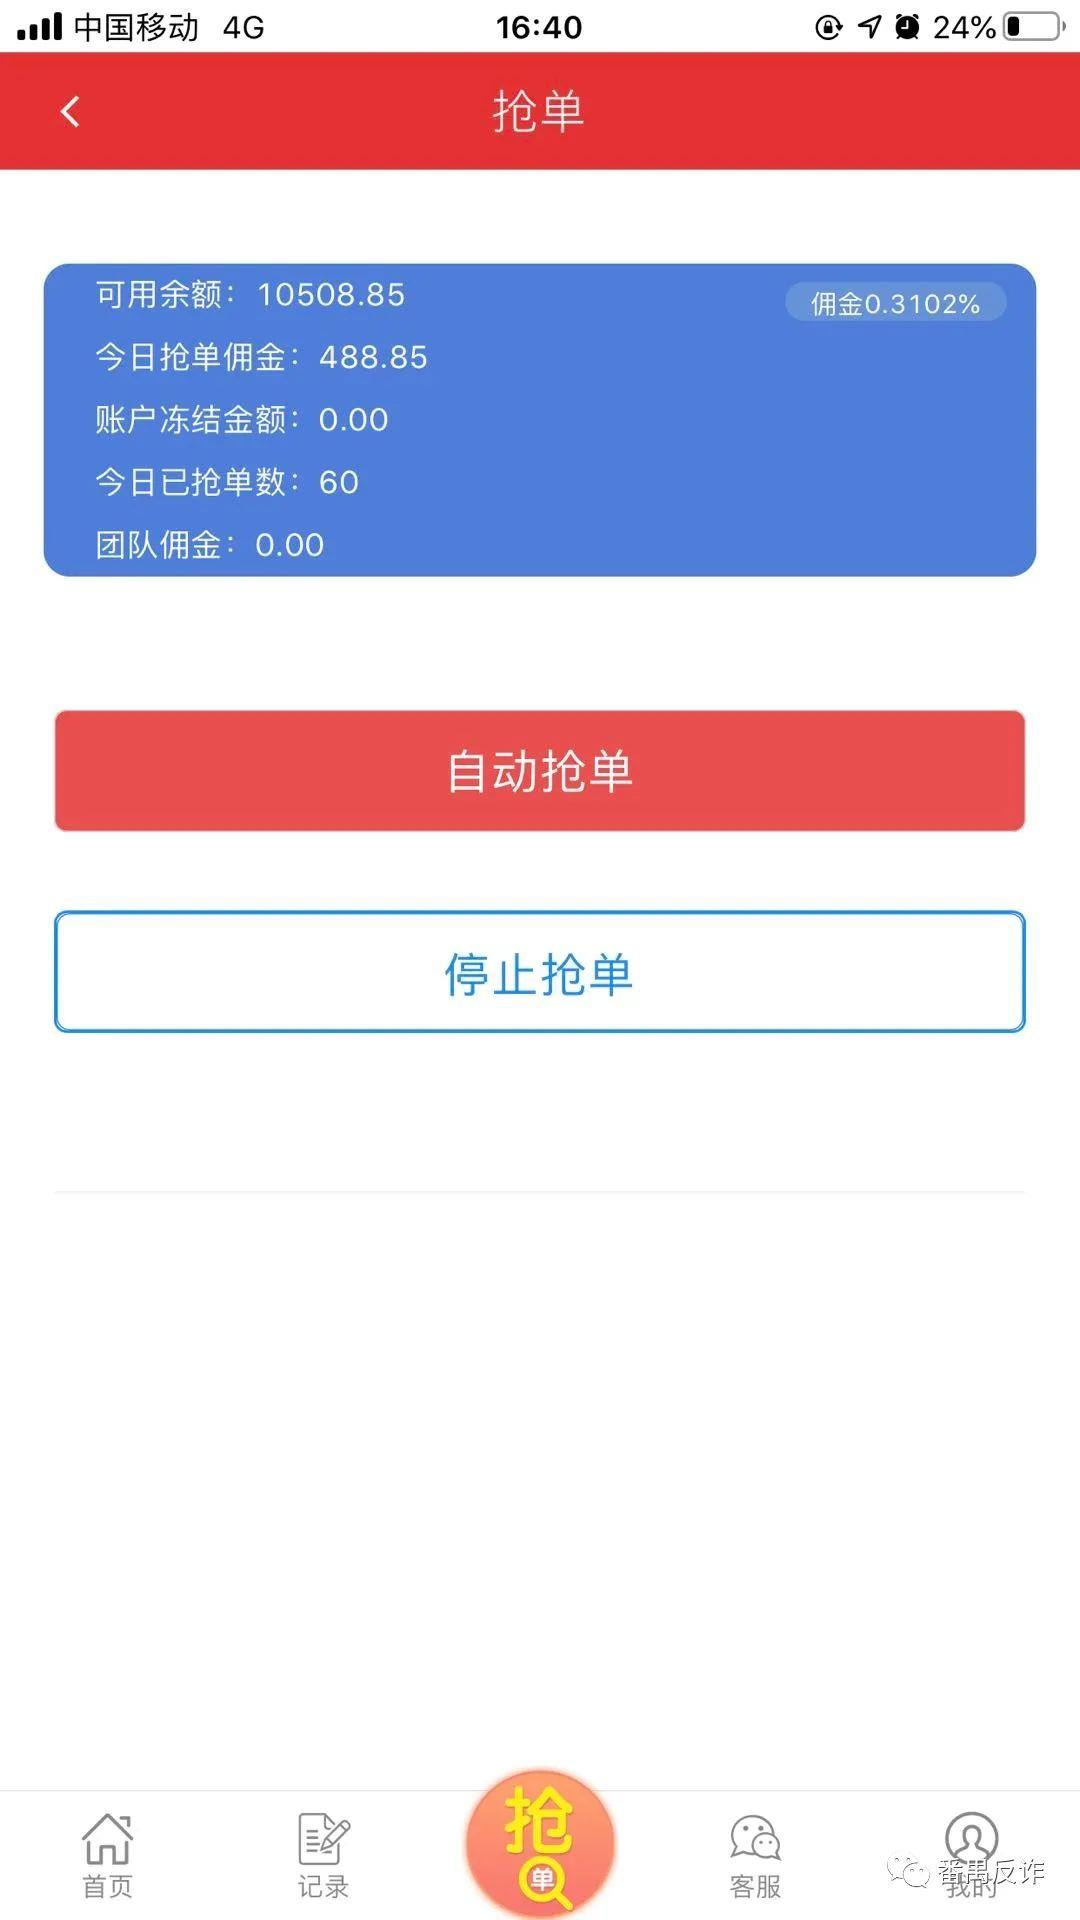 中国移动 4G 16:40 24%
抢单
可用余额：10508.85
佣金0.3102%
今日抢单佣金：488.85
账户冻结金额：0.00
今日已抢单数：60
团队佣金：0.00
自动抢单
停止抢单
抢
单
首页 记录 客服 我的
番禺反诈